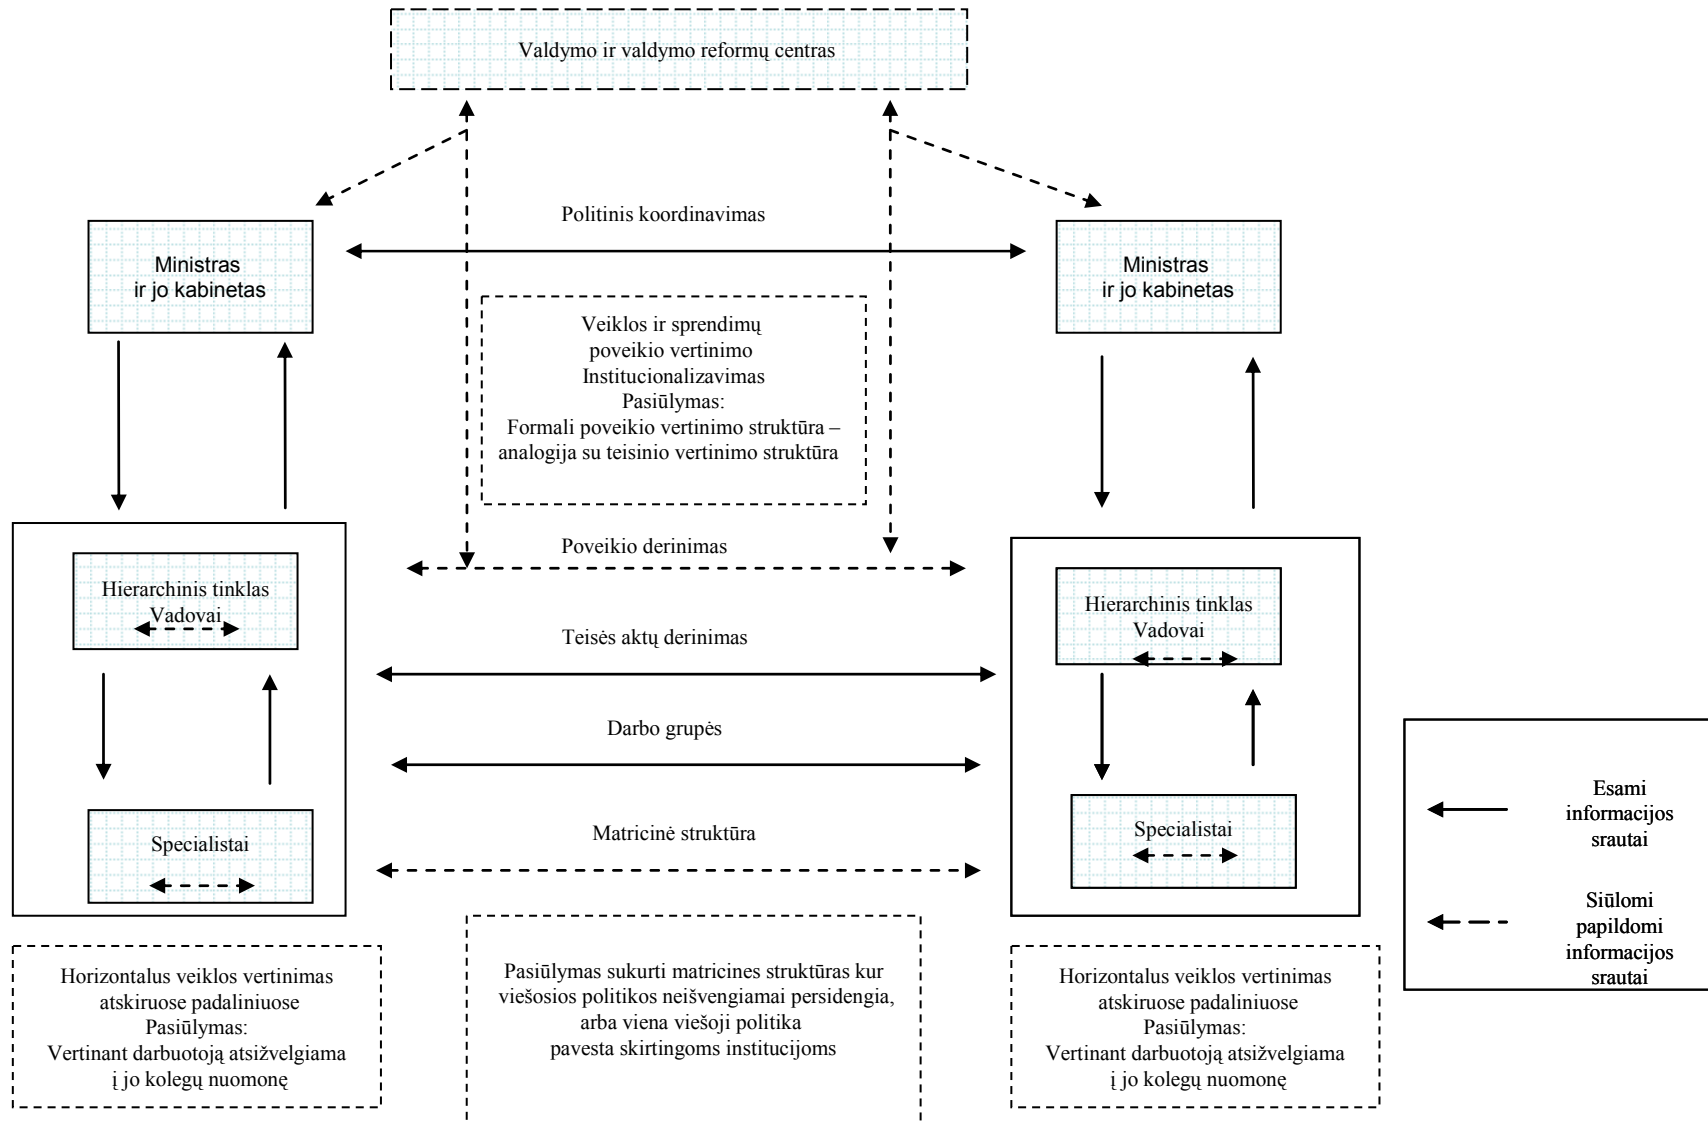 Valdymo ir valdymo reformų centras
Politinis koordinavimas
Ministras
ir jo kabinetas
Ministras
ir jo kabinetas
Veiklos ir sprendimų
poveikio vertinimo
Institucionalizavimas
Pasiūlymas:
Formali poveikio vertinimo struktūra –
analogija su teisinio vertinimo struktūra
Poveikio derinimas
Hierarchinis tinklas
Vadovai
Hierarchinis tinklas
Vadovai
Teisės aktų derinimas
Darbo grupės
Matricinė struktūra
Specialistai
Specialistai
Esami
informacijos
srautai
Siūlomi
papildomi
informacijos
srautai
Horizontalus veiklos vertinimas
atskiruose padaliniuose
Pasiūlymas:
Vertinant darbuotoją atsižvelgiama
į jo kolegų nuomonę
Pasiūlymas sukurti matricines struktūras kur
viešosios politikos neišvengiamai persidengia,
arba viena viešoji politika
pavesta skirtingoms institucijoms
Horizontalus veiklos vertinimas
atskiruose padaliniuose
Pasiūlymas:
Vertinant darbuotoją atsižvelgiama
į jo kolegų nuomonę